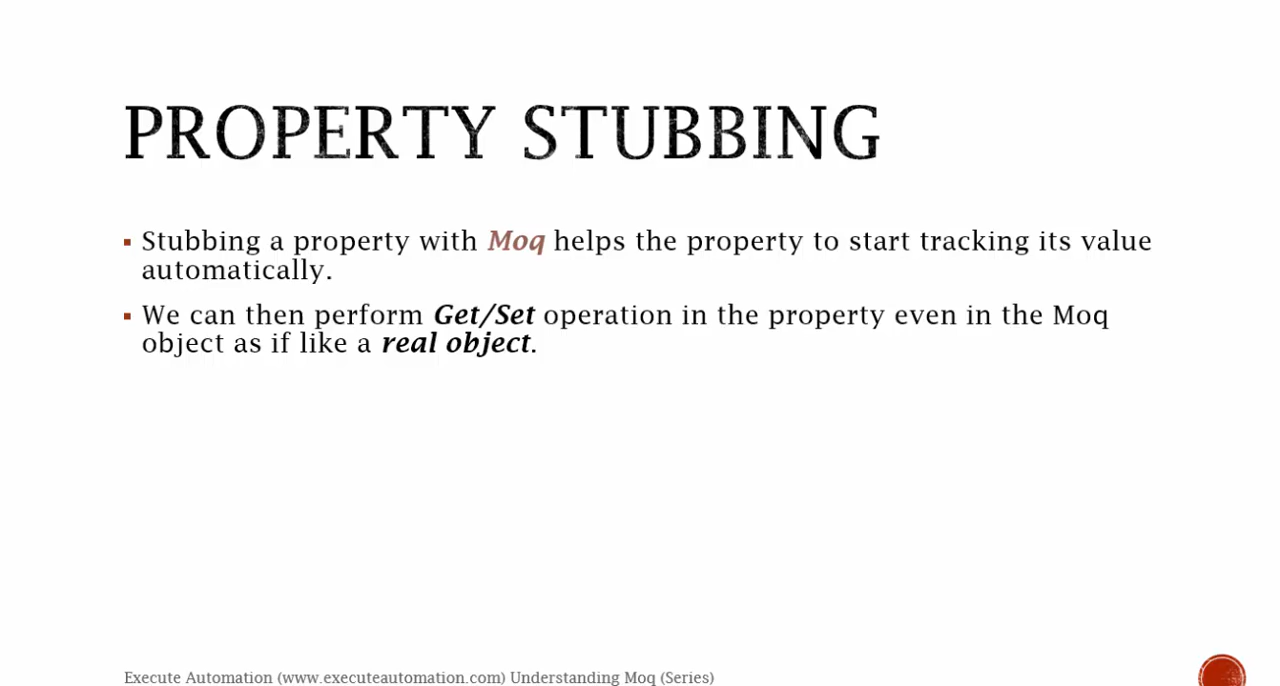 PROPERTY STUBBING
▪ Stubbing a property with Moq helps the property to start tracking its value
automatically.
▪ We can then perform Get/Set operation in the property even in the Moq
object as if like a real object.
Execute Automation (www.executeautomation.com) Understanding Moq (Series)